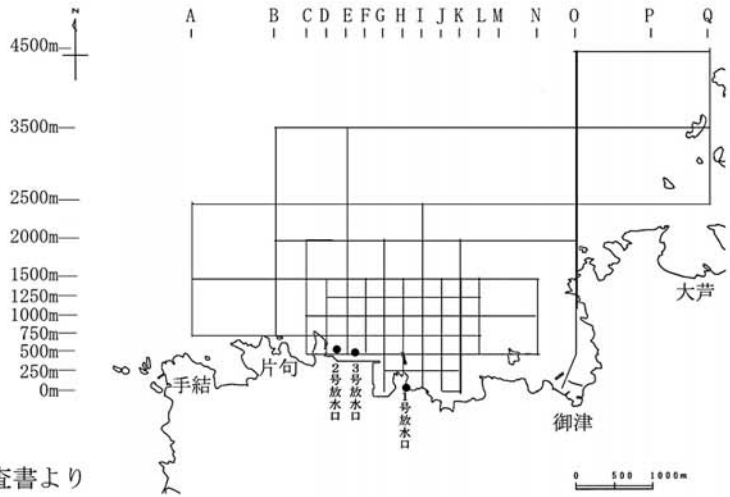 N
A B C D E F G H I J K L M N O P Q
4500m
3500m
2500m
2000m
1500m
1250m
1000m
750m
500m
250m
0m
大芦
手結
片句
2号放水口
3号放水口
1号放水口
御津
査書より
0 500 1000m